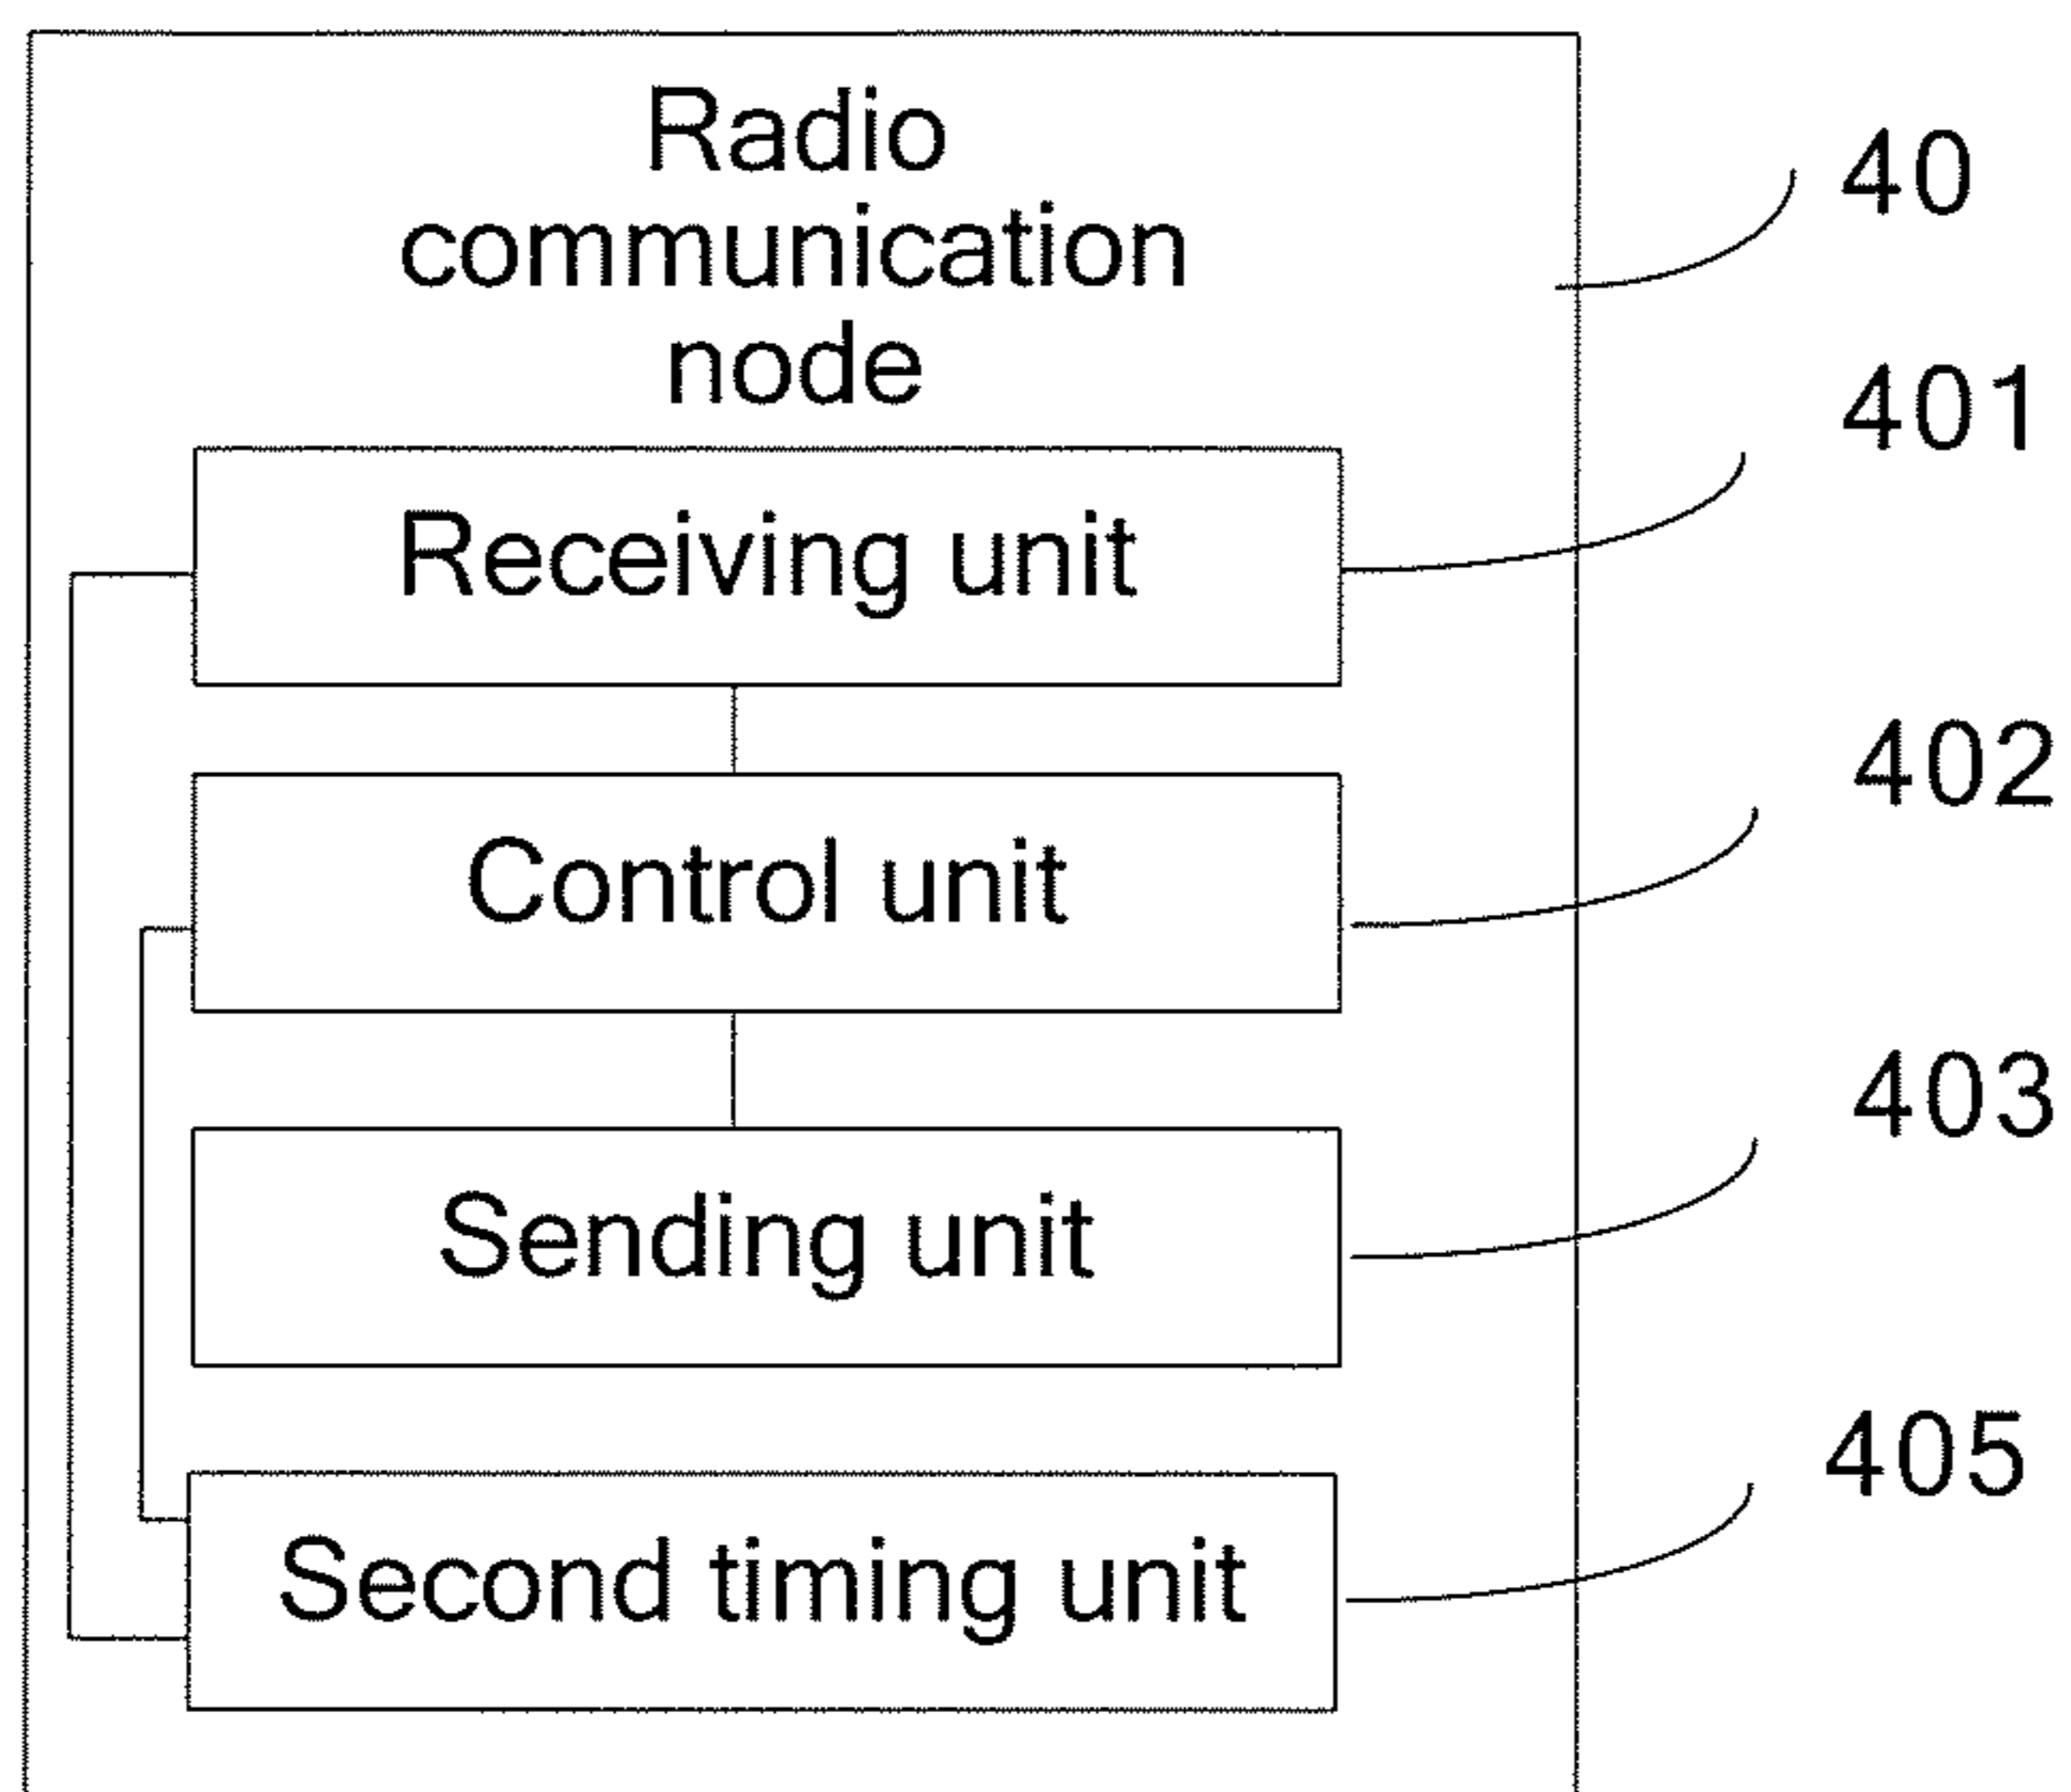 Radio
communication
node
40
401
Receiving unit
402
Control unit
403
Sending unit
405
Second timing unit